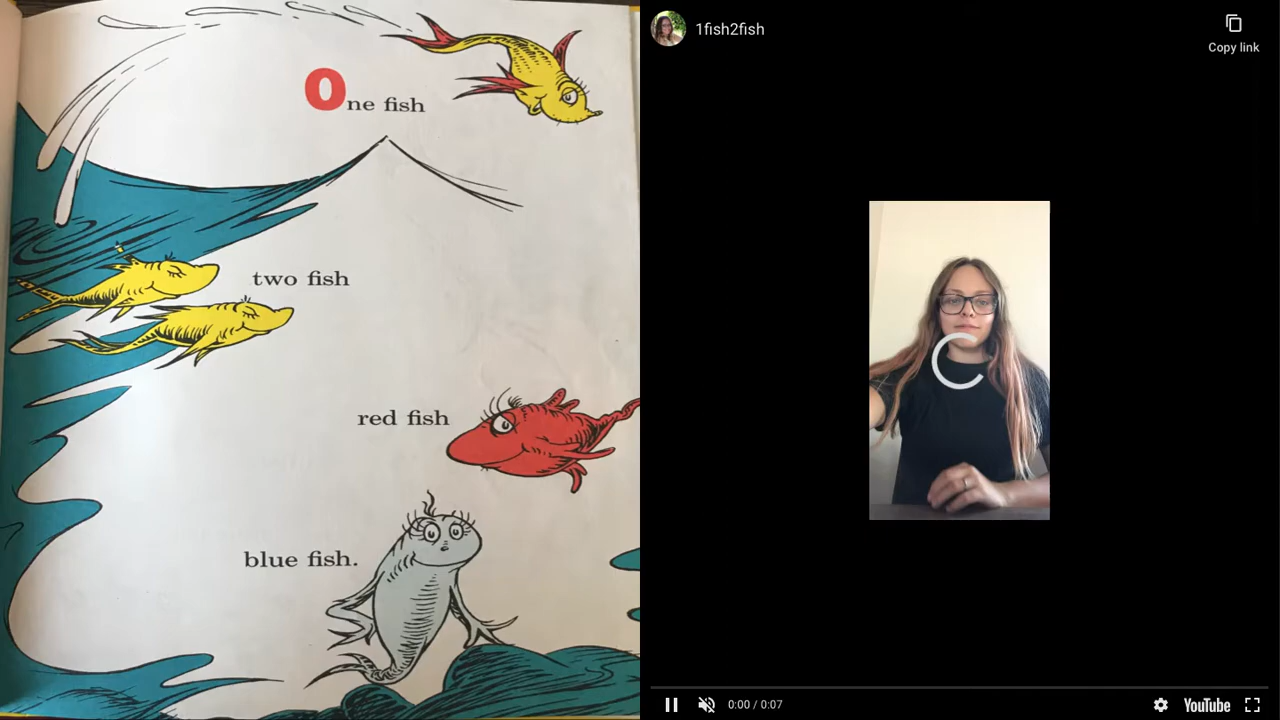 One fish
two fish
red fish
blue fish.
1fish2fish
Copy link
0:00 / 0:07
YouTube